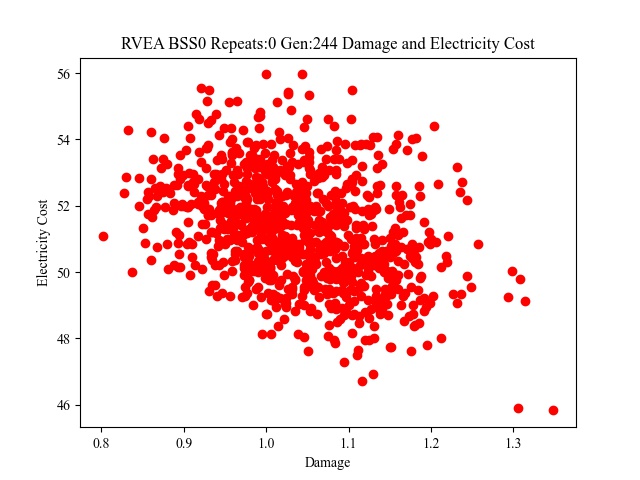 RVEA BSS0 Repeats:0 Gen:244 Damage and Electricity Cost
56
54
52
50
48
46
Electricity Cost
0.8 0.9 1.0 1.1 1.2 1.3
Damage